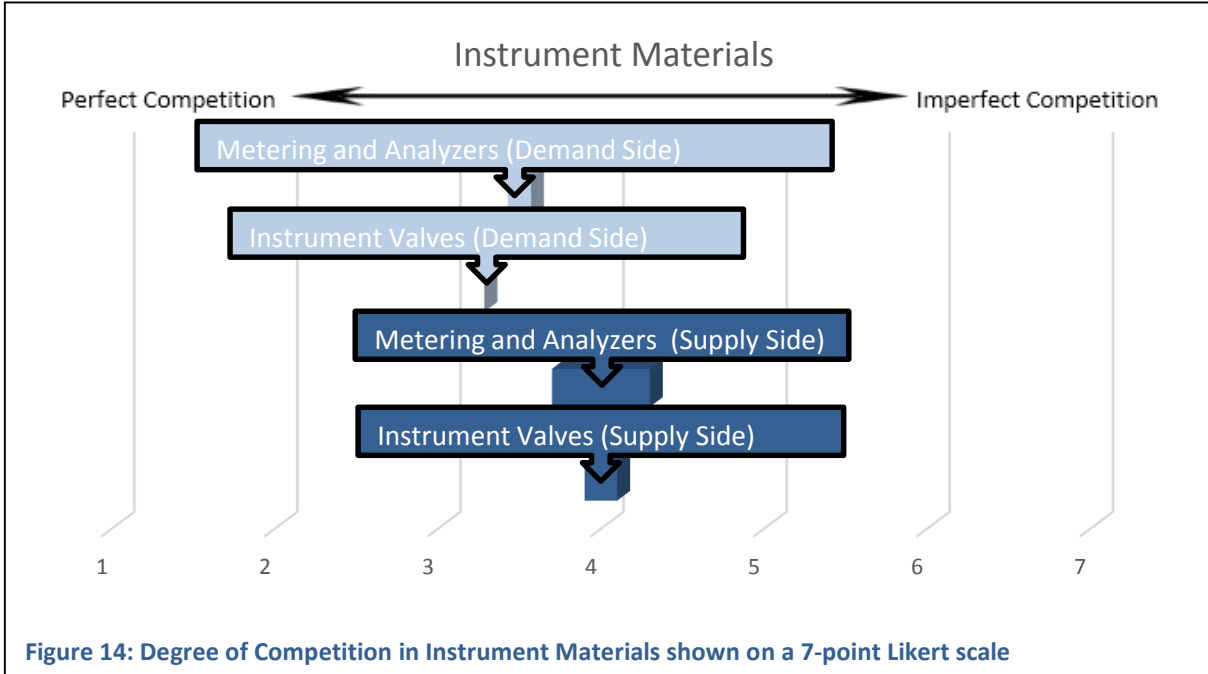 Instrument Materials
Perfect Competition
Imperfect Competition
Metering and Analyzers (Demand Side)
Instrument Valves (Demand Side)
Metering and Analyzers  (Supply Side)
Instrument Valves (Supply Side)
1 2 3 4 5 6 7
Figure 14: Degree of Competition in Instrument Materials shown on a 7-point Likert scale